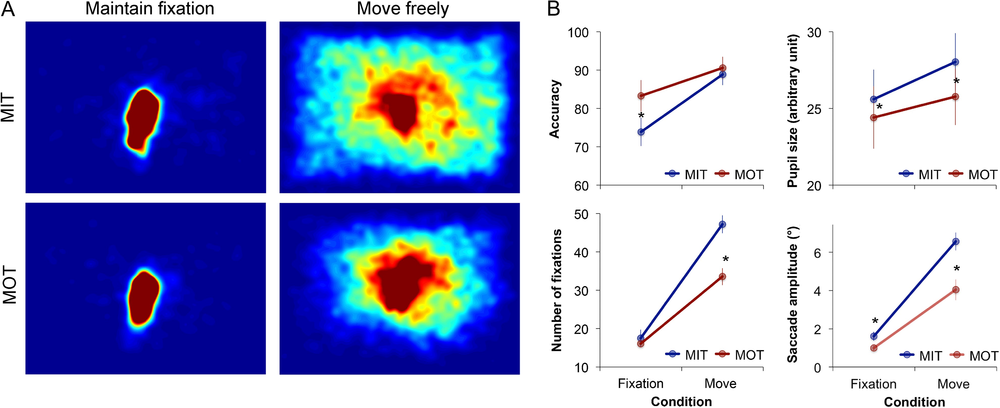 A
Maintain fixation
Move freely
MIT
MOT
B
Accuracy
100
90
80
70
60
*
MIT
MOT
Pupil size (arbitrary unit)
30
25
20
*
*
MIT
MOT
Number of fixations
50
40
30
20
10
*
MIT
MOT
Fixation
Move
Condition
Saccade amplitude (°)
6
4
2
0
*
*
MIT
MOT
Fixation
Move
Condition